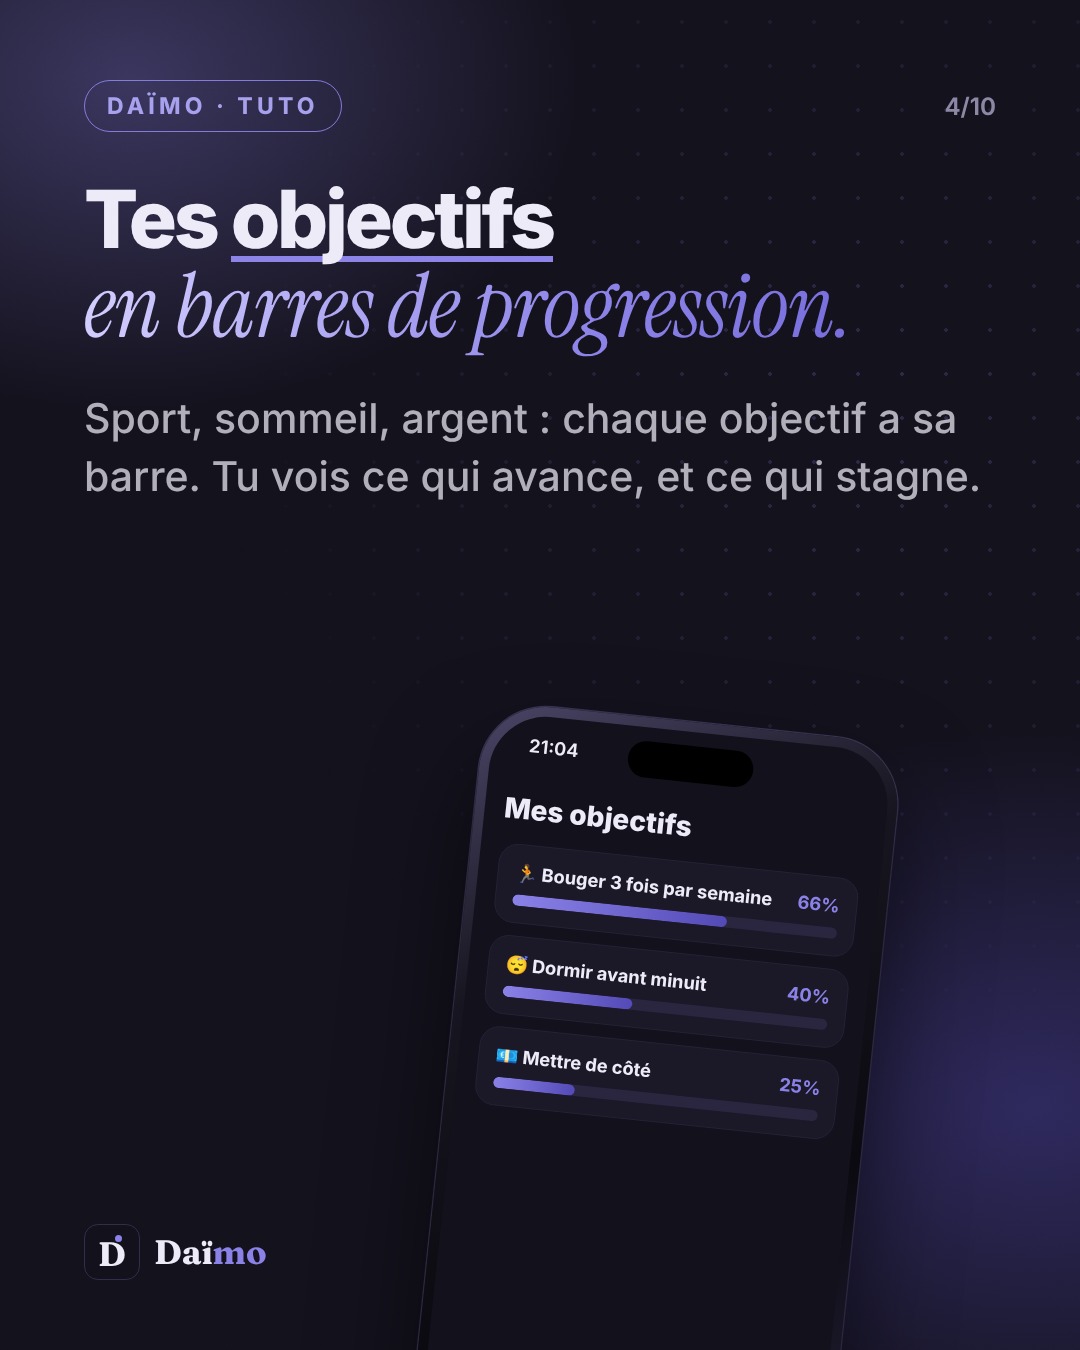 DAÏMO · TUTO
4/10
Tes objectifs
en barres de progression.
Sport, sommeil, argent : chaque objectif a sa
barre. Tu vois ce qui avance, et ce qui stagne.
21:04
Mes objectifs
🏃 Bouger 3 fois par semaine 66%
😴 Dormir avant minuit 40%
💶 Mettre de côté 25%
D Daïmo